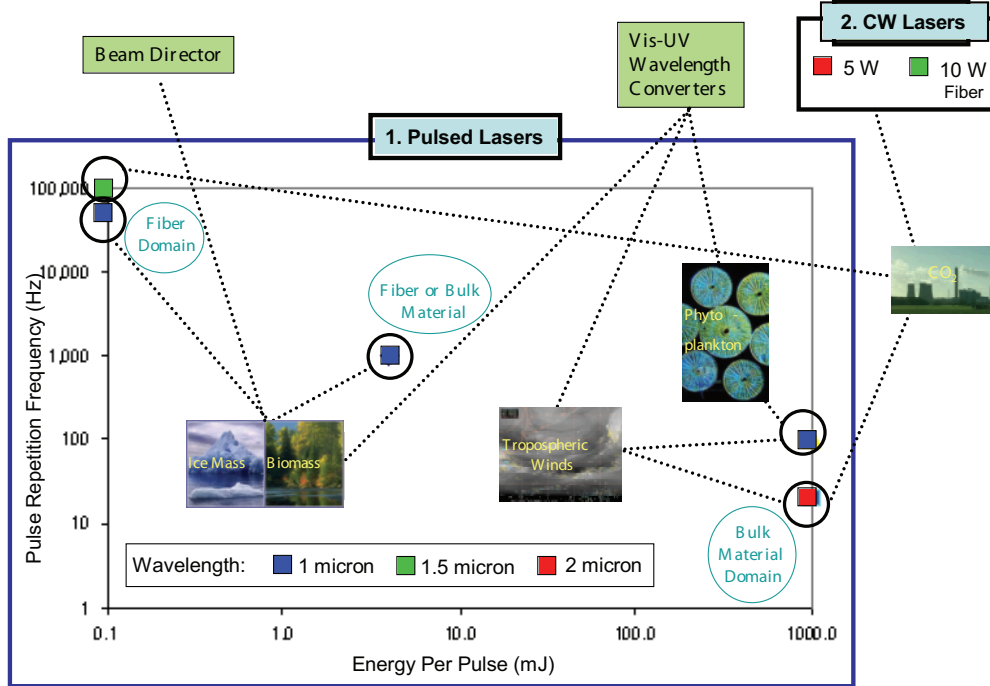 2. CW Lasers
5 W
10 W
Fiber
Beam Director
Vis-UV
Wavelength
Converters
1. Pulsed Lasers
Pulse Repetition Frequency (Hz)
100,000
10,000
1,000
100
10
1
Fiber
Domain
Fiber or Bulk
Material
CO2
Phyto -
plankton
Ice Mass
Biomass
Tropospheric
Winds
Bulk
Material
Domain
Wavelength:
1 micron
1.5 micron
2 micron
0.1
1.0
10.0
100.0
1000.0
Energy Per Pulse (mJ)